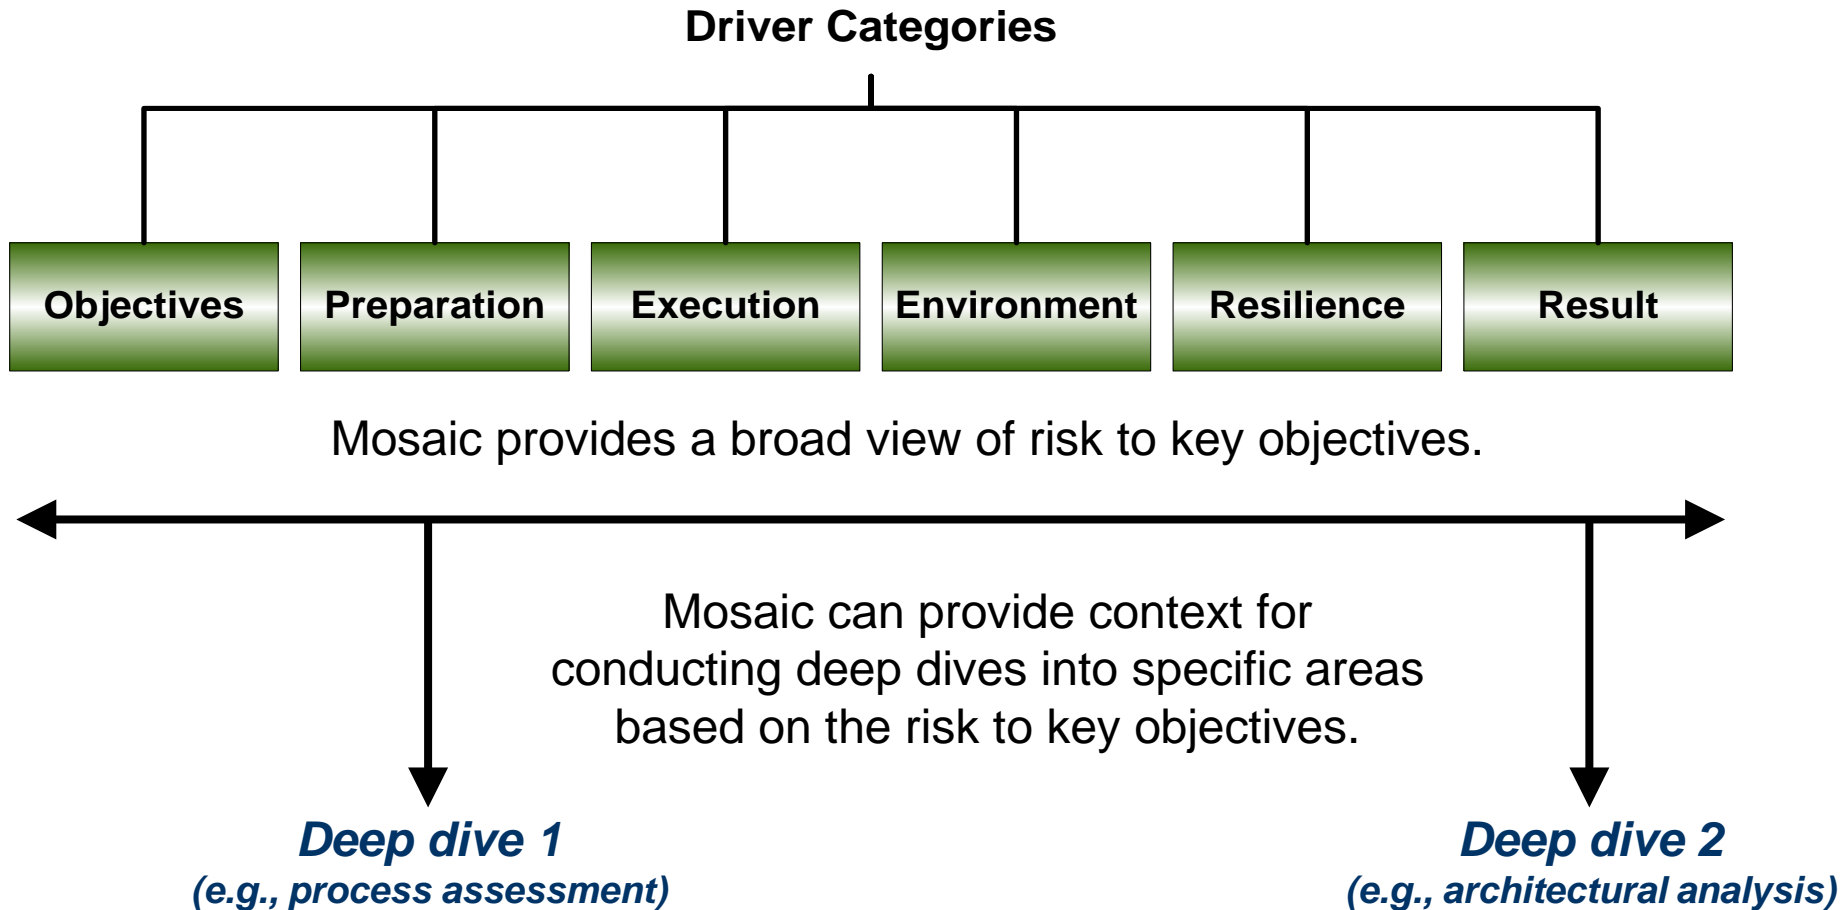 Driver Categories
Objectives
Preparation
Execution
Environment
Resilience
Result
Mosaic provides a broad view of risk to key objectives.
Mosaic can provide context for
conducting deep dives into specific areas
based on the risk to key objectives.
Deep dive 1
(e.g., process assessment)
Deep dive 2
(e.g., architectural analysis)